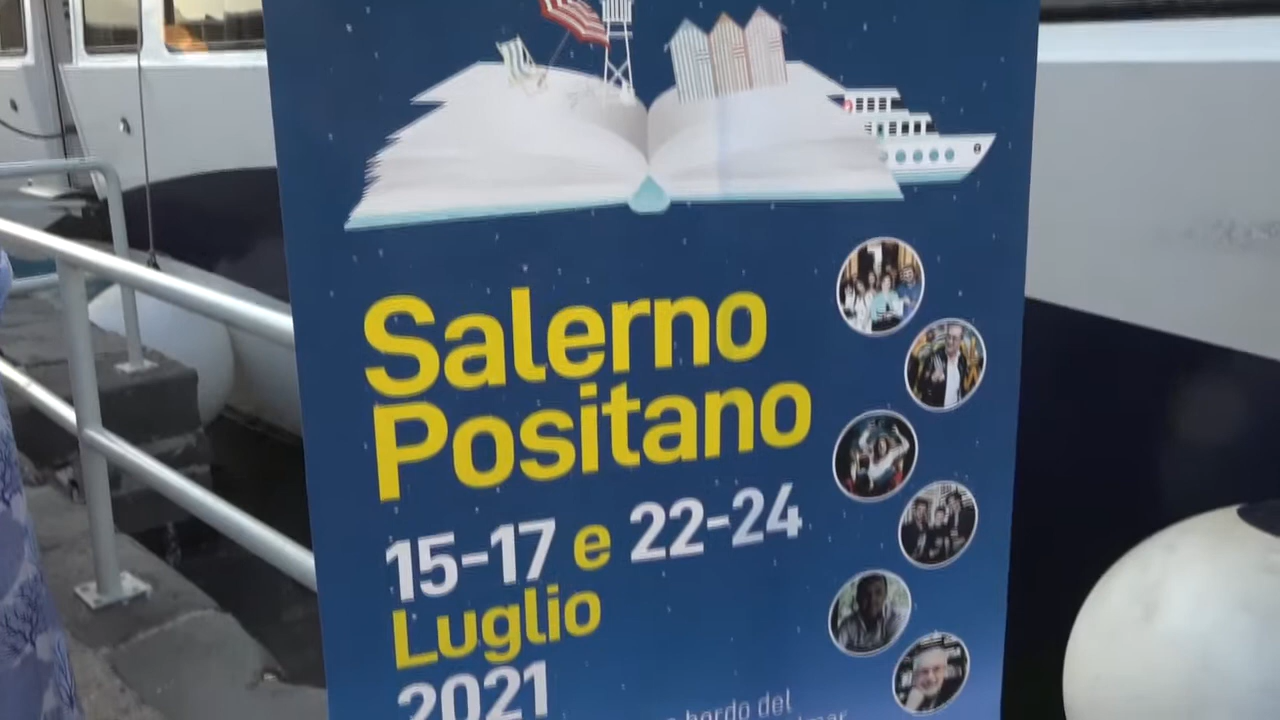 Salerno
Positano
15-17 e 22-24
Luglio
2021
bordo del